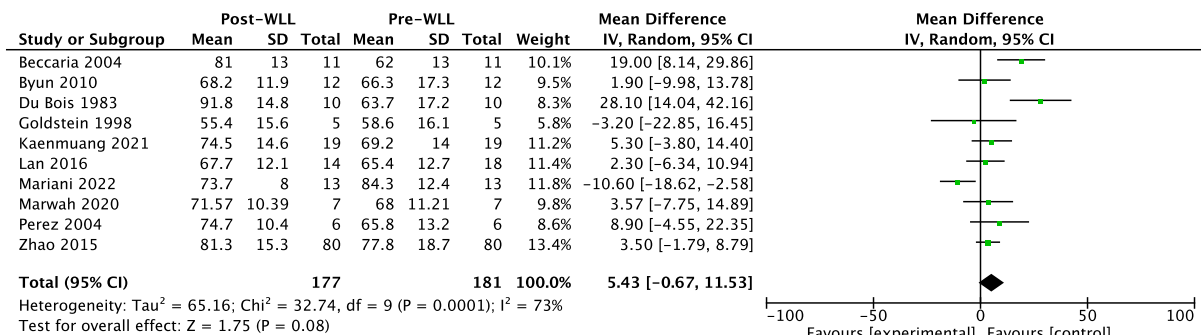 Post-WLL Pre-WLL Mean Difference Mean Difference
Study or Subgroup Mean SD Total Mean SD Total Weight IV, Random, 95% CI IV, Random, 95% CI
Beccaria 2004 81 13 11 62 13 11 10.1% 19.00 [8.14, 29.86]
Byun 2010 68.2 11.9 12 66.3 17.3 12 9.5% 1.90 [-9.98, 13.78]
Du Bois 1983 91.8 14.8 10 63.7 17.2 10 8.3% 28.10 [14.04, 42.16]
Goldstein 1998 55.4 15.6 5 58.6 16.1 5 5.8% -3.20 [-22.85, 16.45]
Kaenmuang 2021 74.5 14.6 19 69.2 14 19 11.2% 5.30 [-3.80, 14.40]
Lan 2016 67.7 12.1 14 65.4 12.7 18 11.4% 2.30 [-6.34, 10.94]
Mariani 2022 73.7 8 13 84.3 12.4 13 11.8% -10.60 [-18.62, -2.58]
Marwah 2020 71.57 10.39 7 68 11.21 7 9.8% 3.57 [-7.75, 14.89]
Perez 2004 74.7 10.4 6 65.8 13.2 6 8.6% 8.90 [-4.55, 22.35]
Zhao 2015 81.3 15.3 80 77.8 18.7 80 13.4% 3.50 [-1.79, 8.79]
Total (95% CI) 177 181 100.0% 5.43 [-0.67, 11.53]
Heterogeneity: Tau² = 65.16; Chi² = 32.74, df = 9 (P = 0.0001); I² = 73%
Test for overall effect: Z = 1.75 (P = 0.08)
-100 -50 0 50 100
Favours [experimental] Favours [control]